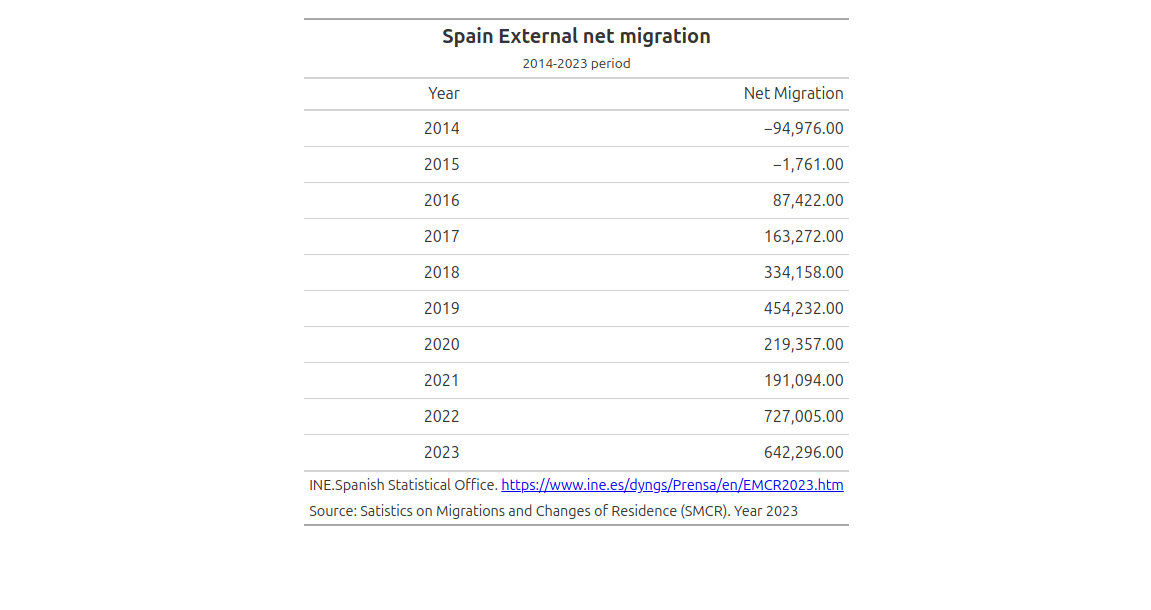 Spain External net migration
2014-2023 period
Year Net Migration
2014 −94,976.00
2015 −1,761.00
2016 87,422.00
2017 163,272.00
2018 334,158.00
2019 454,232.00
2020 219,357.00
2021 191,094.00
2022 727,005.00
2023 642,296.00
INE.Spanish Statistical Office. https://www.ine.es/dyngs/Prensa/en/EMCR2023.htm
Source: Satistics on Migrations and Changes of Residence (SMCR). Year 2023